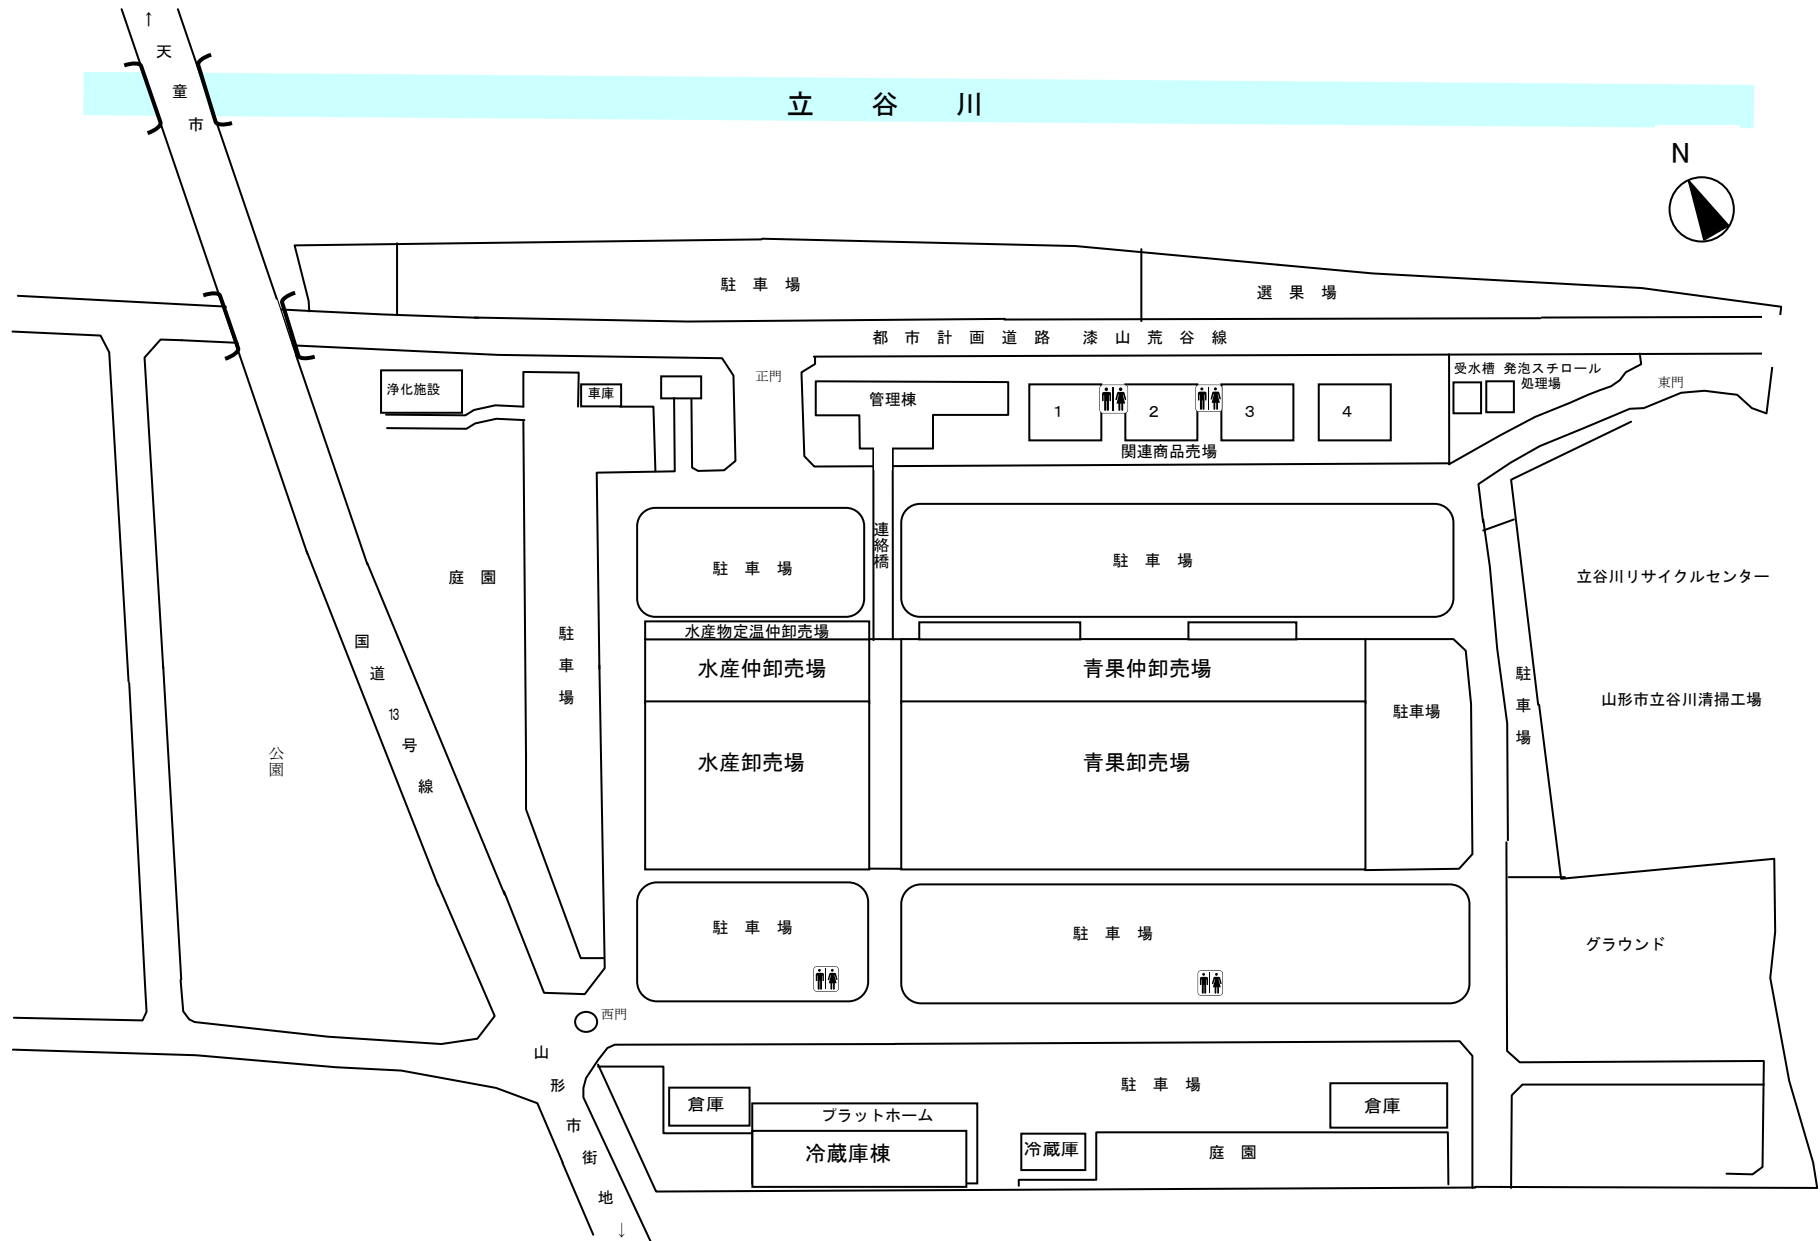 ↑
天童市
立谷川
N
駐車場
選果場
都市計画道路 漆山荒谷線
浄化施設
車庫
正門
管理棟
1
2
3
4
関連商品売場
受水槽
発泡スチロール
処理場
東門
庭園
駐車場
駐車場
連絡橋
駐車場
立谷川リサイクルセンター
水産物定温仲卸売場
水産仲卸売場
青果仲卸売場
駐車場
駐車場
山形市立谷川清掃工場
国道13号線
公園
水産卸売場
青果卸売場
駐車場
駐車場
グラウンド
西門
山形市街地
↓
倉庫
プラットホーム
冷蔵庫棟
冷蔵庫
駐車場
倉庫
庭園